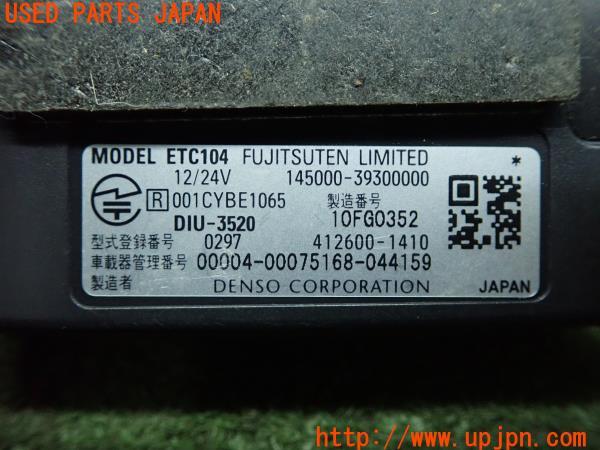 USED PARTS JAPAN
MODEL ETC104 FUJITSUTEN LIMITED *
12/24V 145000-39300000
R 001CYBE1065 製造番号
DIU-3520 10FG0352
型式登録番号 0297 412600-1410
車載器管理番号 00004-00075168-044159
製造者 DENSO CORPORATION JAPAN
http://www.upjpn.com